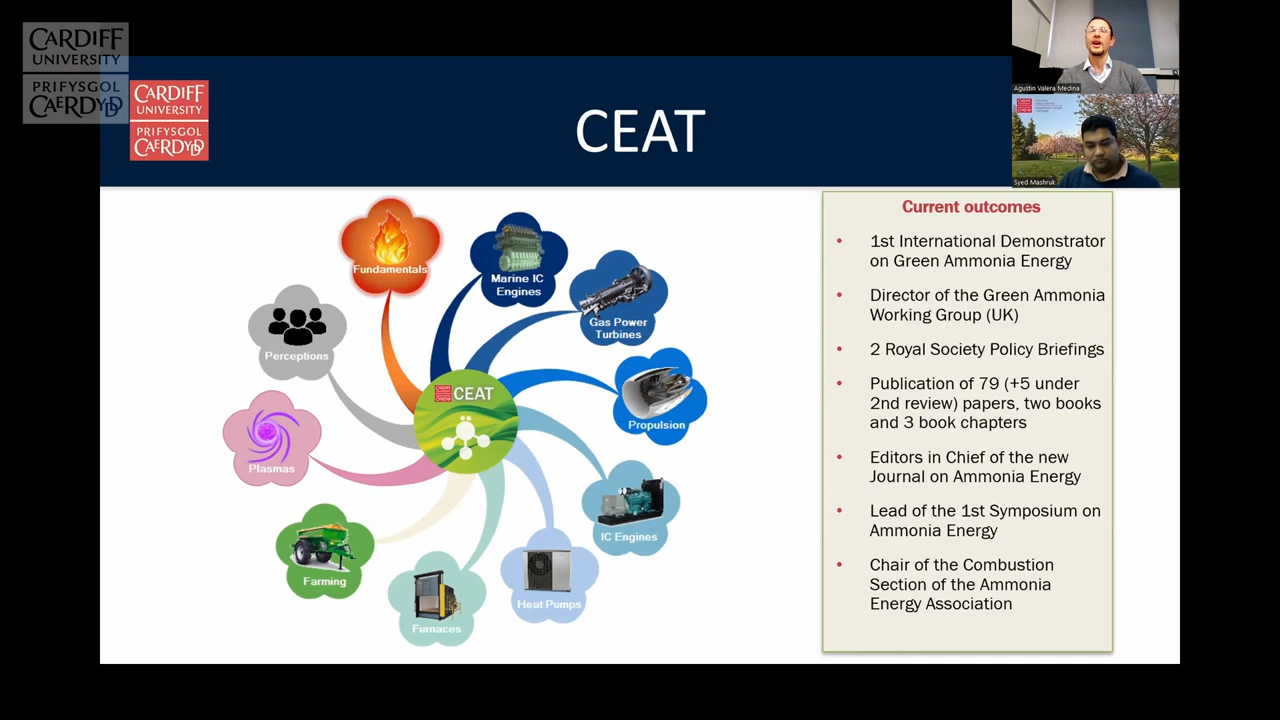 CARDIFF
UNIVERSITY
PRIFYSGOL
CAERDYDD
CARDIFF
UNIVERSITY
PRIFYSGOL
CAERDYDD
CEAT
Agustin Valera Medina
Syed Mashruk
Fundamentals
Marine IC
Engines
Gas Power
Turbines
Perceptions
Propulsion
CEAT
Plasmas
IC Engines
Farming
Heat Pumps
Furnaces
Current outcomes
• 1st International Demonstrator
on Green Ammonia Energy
• Director of the Green Ammonia
Working Group (UK)
• 2 Royal Society Policy Briefings
• Publication of 79 (+5 under
2nd review) papers, two books
and 3 book chapters
• Editors in Chief of the new
Journal on Ammonia Energy
• Lead of the 1st Symposium on
Ammonia Energy
• Chair of the Combustion
Section of the Ammonia
Energy Association